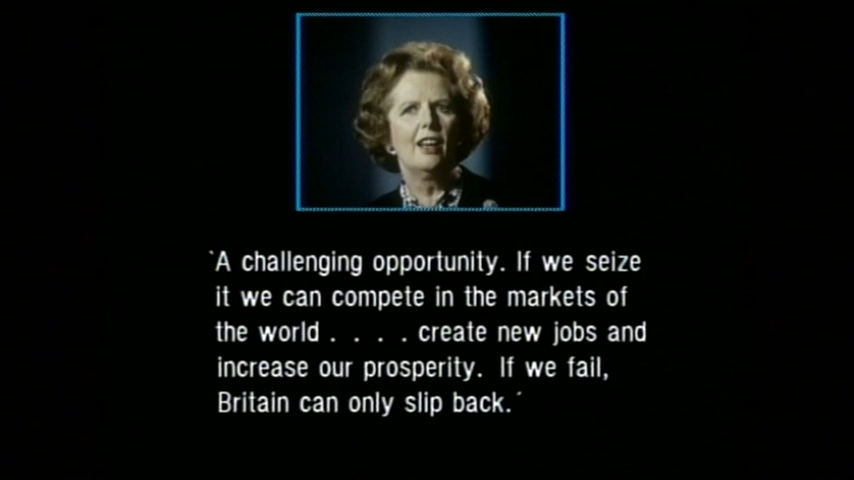 `A challenging opportunity. If we seize
it we can compete in the markets of
the world . . . . create new jobs and
increase our prosperity. If we fail,
Britain can only slip back.´